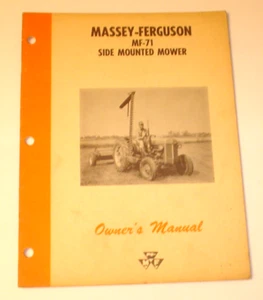 MASSEY-FERGUSON
MF-71
SIDE MOUNTED MOWER
Owner's Manual